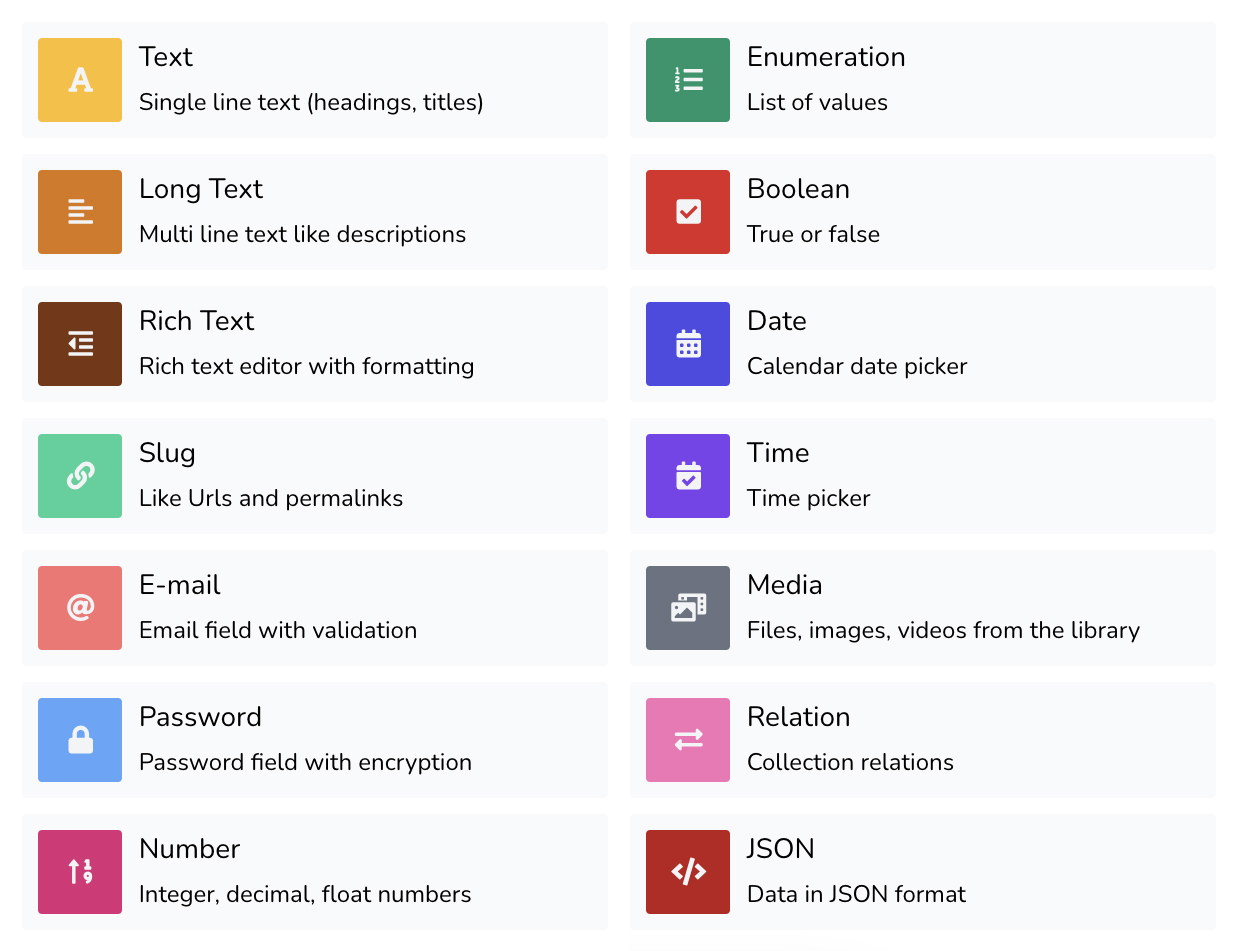 Text
Single line text (headings, titles)
Enumeration
List of values
Long Text
Multi line text like descriptions
Boolean
True or false
Rich Text
Rich text editor with formatting
Date
Calendar date picker
Slug
Like Urls and permalinks
Time
Time picker
E-mail
Email field with validation
Media
Files, images, videos from the library
Password
Password field with encryption
Relation
Collection relations
Number
Integer, decimal, float numbers
JSON
Data in JSON format